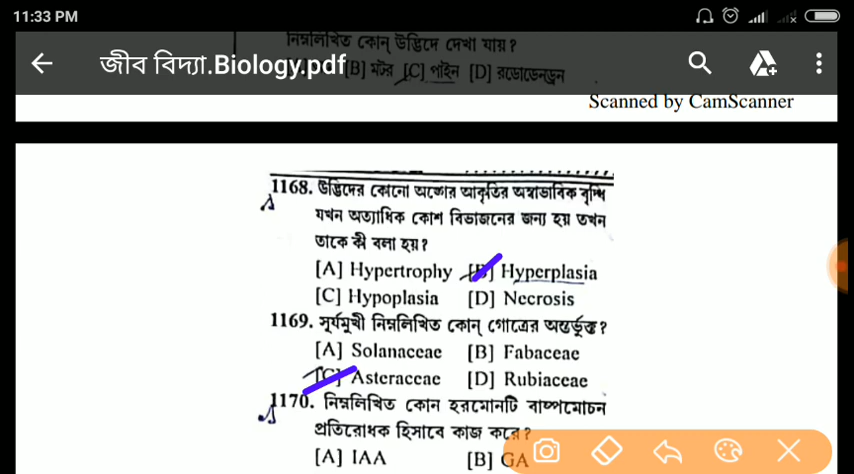 11:33 PM
নিম্নলিখিত কোন্ উদ্ভিদে দেখা যায়?
জীব বিদ্যা.Biology.pdf
[B] মটর [C] পাইন [D] রডোডেনড্রন
Scanned by CamScanner
1168. উদ্ভিদের কোনো অঙ্গের আকৃতির অস্বাভাবিক বৃদ্ধি
যখন অত্যাধিক কোশ বিভাজনের জন্য হয় তখন
তাকে কী বলা হয়?
[A] Hypertrophy [B] Hyperplasia
[C] Hypoplasia [D] Necrosis
1169. সূর্যমুখী নিম্নলিখিত কোন্ গোত্রের অন্তর্ভুক্ত?
[A] Solanaceae [B] Fabaceae
[C] Asteraceae [D] Rubiaceae
1170. নিম্নলিখিত কোন হরমোনটি বাষ্পমোচন
প্রতিরোধক হিসাবে কাজ করে?
[A] IAA [B] GA